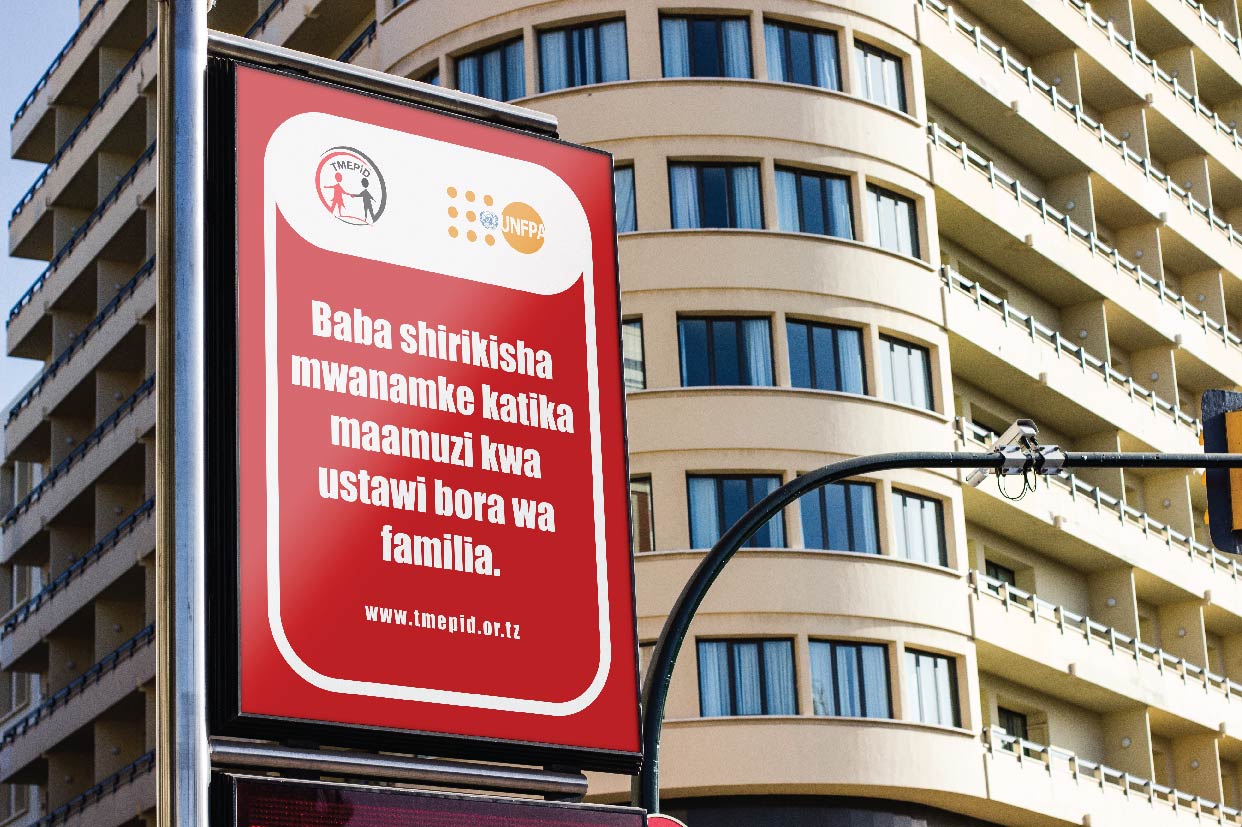 TMEPiD
UNFPA
Baba shirikisha
mwanamke katika
maamuzi kwa
ustawi bora wa
familia.
www.tmepid.or.tz